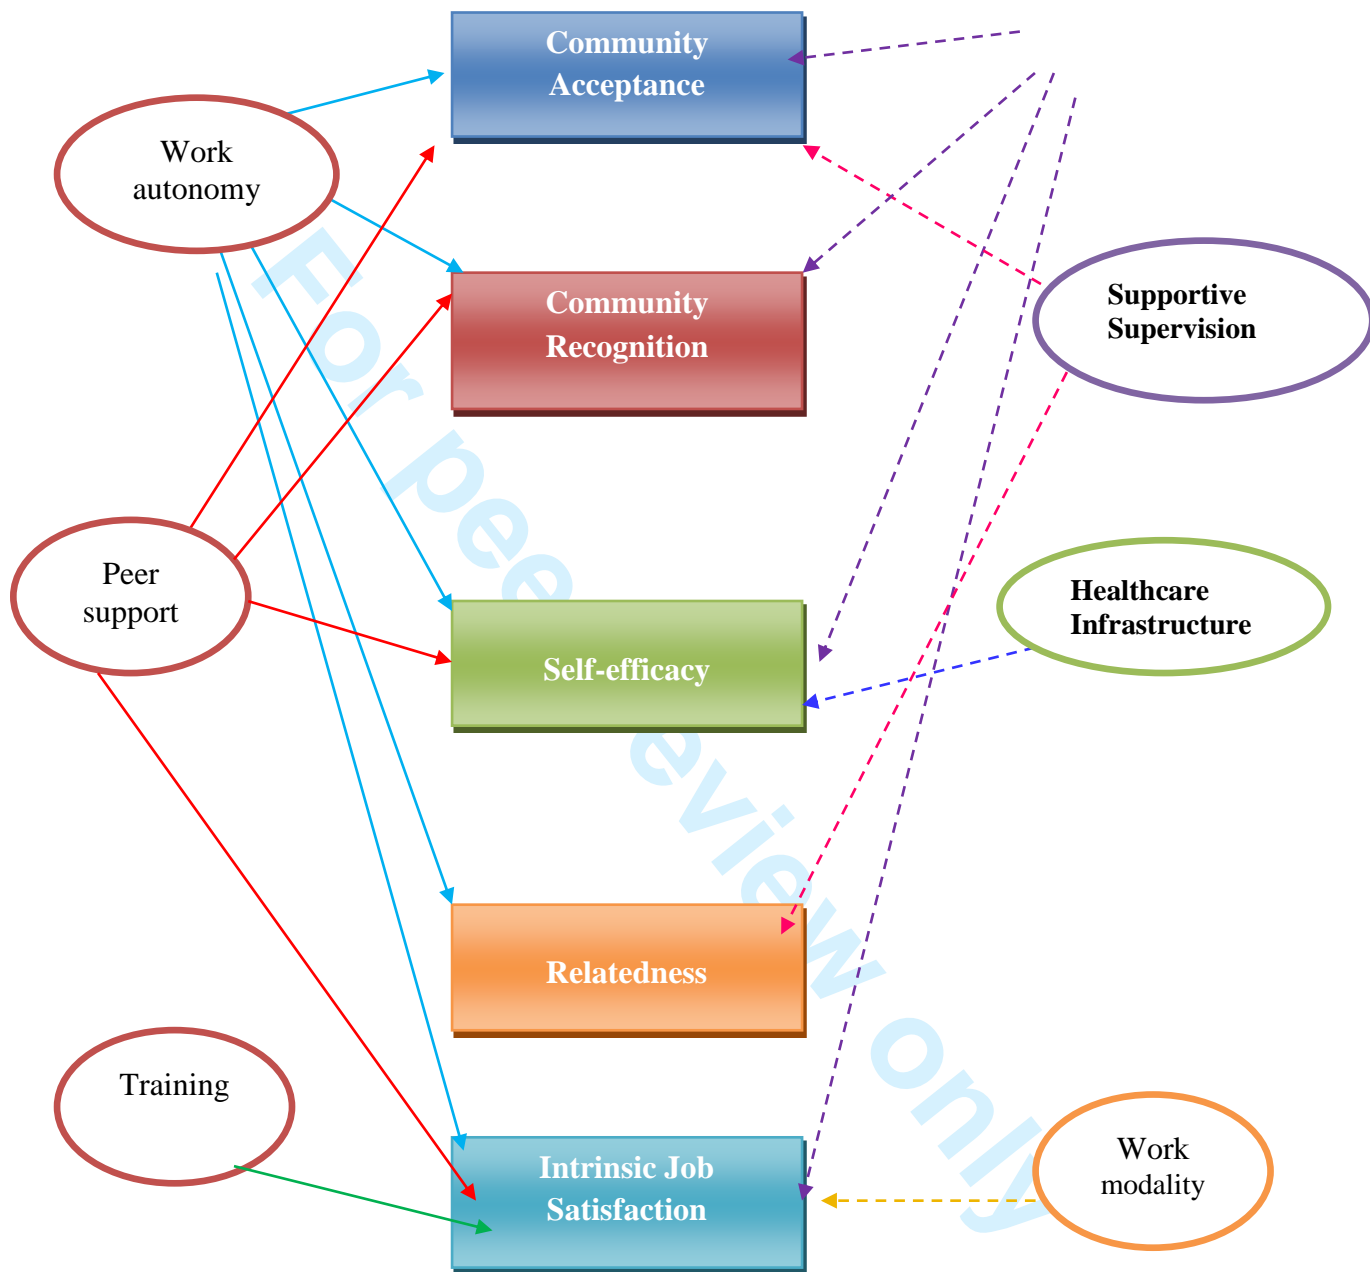 Community
Acceptance
Work
autonomy
Community
Recognition
Supportive
Supervision
Peer
support
Healthcare
Infrastructure
Self-efficacy
Relatedness
Training
Intrinsic Job
Satisfaction
Work
modality
For peer review only